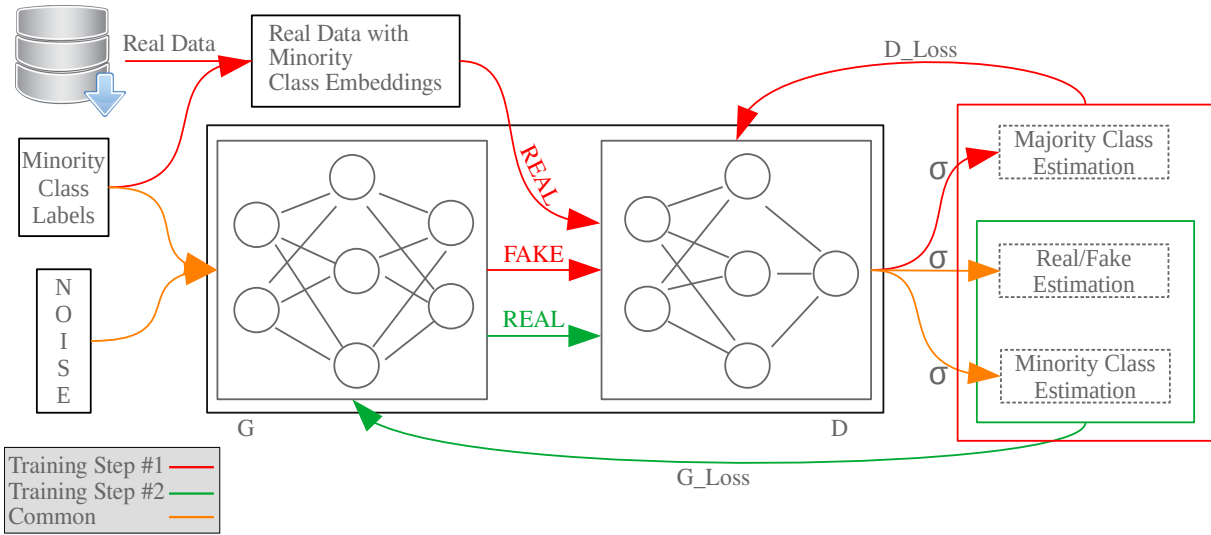 Real Data
Real Data with
Minority
Class Embeddings
D_Loss
Minority
Class
Labels
REAL
FAKE
REAL
σ
Majority Class
Estimation
σ
Real/Fake
Estimation
σ
Minority Class
Estimation
N
O
I
S
E
G
D
G_Loss
Training Step #1
Training Step #2
Common